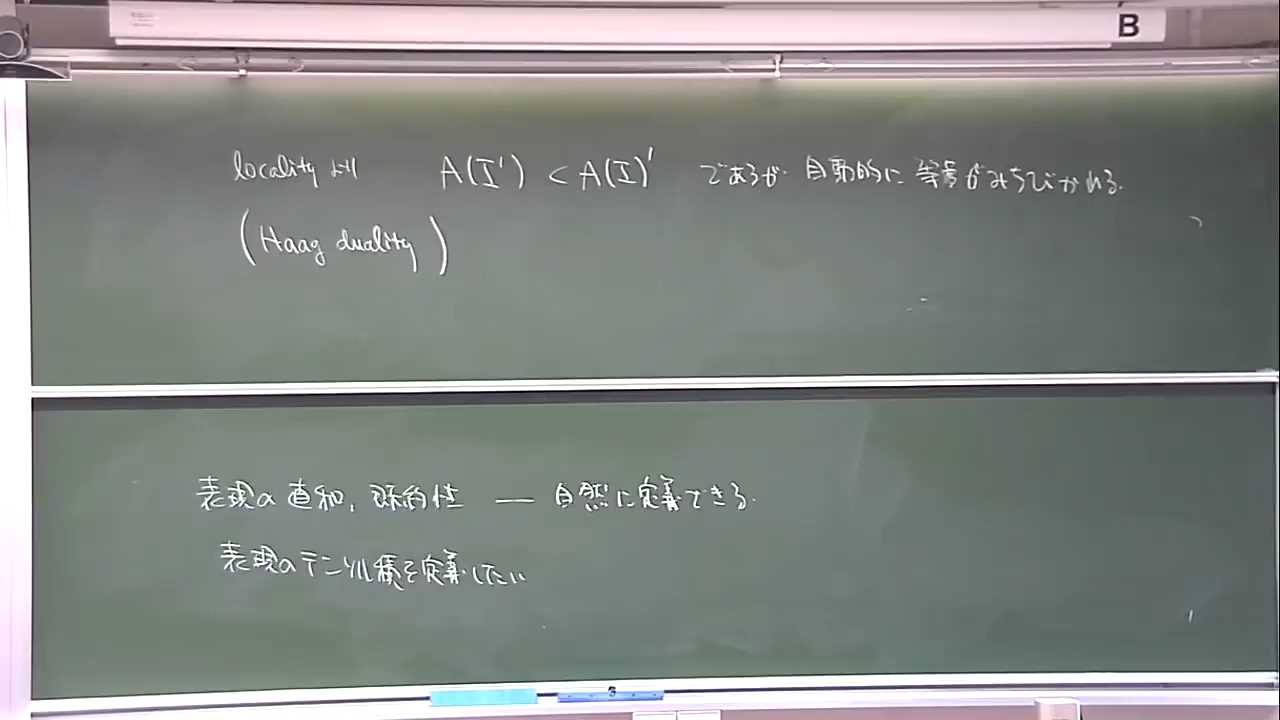 B
locality より A(I') ⊂ A(I)' であるが 自動的に 等号がみちびかれる.
(Haag duality)
表現の直和, 既約性 — 自然に定義できる.
表現のテンソル積を定義したい